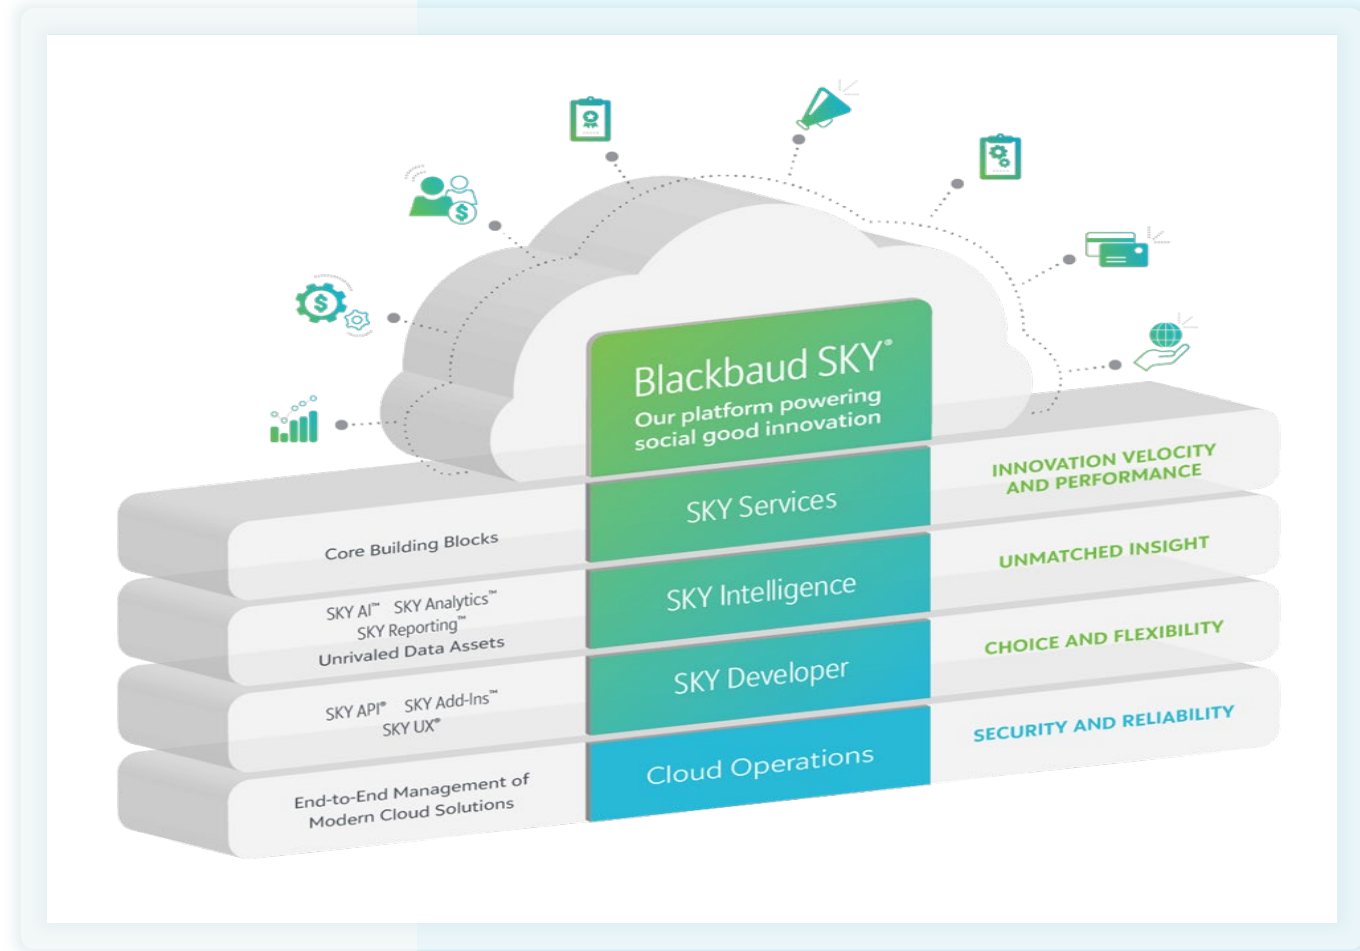 Blackbaud SKY®
Our platform powering
social good innovation
Core Building Blocks
SKY Services
INNOVATION VELOCITY
AND PERFORMANCE
SKY AI™ SKY Analytics™
SKY Reporting™
Unrivaled Data Assets
SKY Intelligence
UNMATCHED INSIGHT
SKY API® SKY Add-Ins™
SKY UX®
SKY Developer
CHOICE AND FLEXIBILITY
End-to-End Management of
Modern Cloud Solutions
Cloud Operations
SECURITY AND RELIABILITY